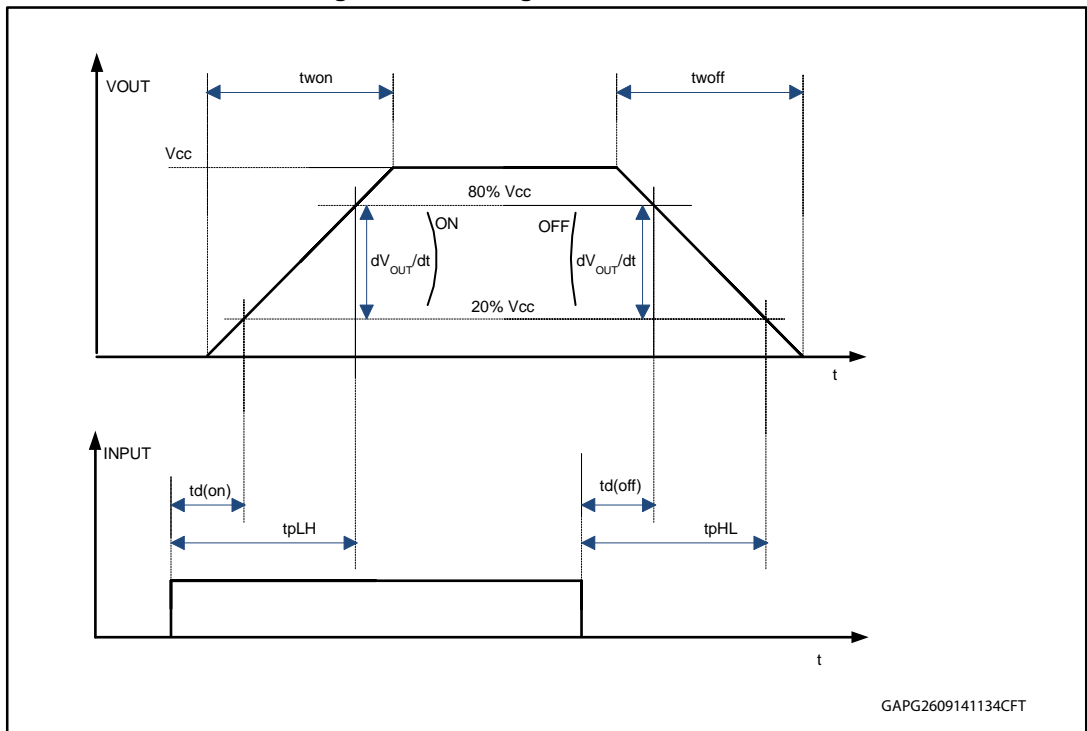 twon
twoff
VOUT
Vcc
80% Vcc
ON
OFF
dVOUT/dt
dVOUT/dt
20% Vcc
t
INPUT
td(on)
td(off)
tpLH
tpHL
t
GAPG2609141134CFT